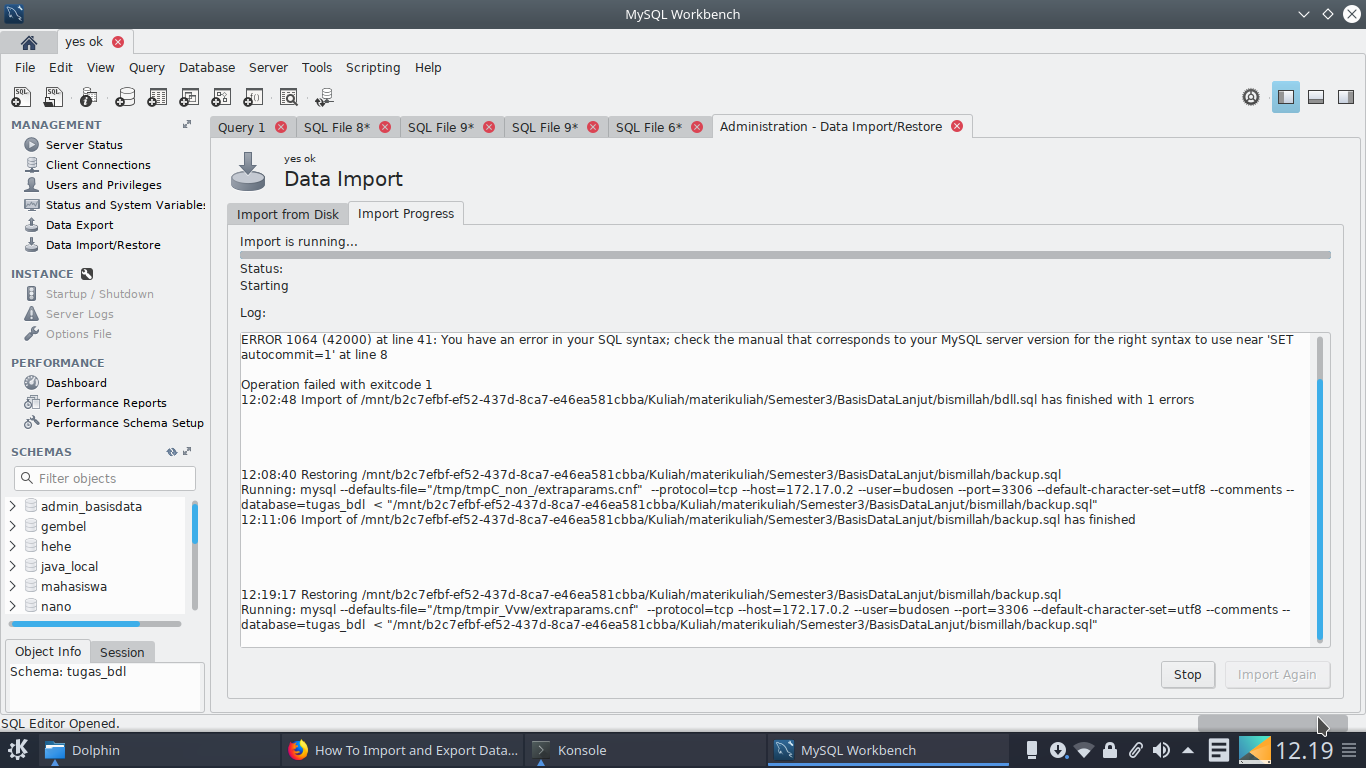 MySQL Workbench
yes ok
File Edit View Query Database Server Tools Scripting Help
MANAGEMENT
Server Status
Client Connections
Users and Privileges
Status and System Variables
Data Export
Data Import/Restore
INSTANCE
Startup / Shutdown
Server Logs
Options File
PERFORMANCE
Dashboard
Performance Reports
Performance Schema Setup
SCHEMAS
Filter objects
admin_basisdata
gembel
hehe
java_local
mahasiswa
nano
Object Info Session
Schema: tugas_bdl
Query 1 SQL File 8* SQL File 9* SQL File 9* SQL File 6* Administration - Data Import/Restore
yes ok
Data Import
Import from Disk Import Progress
Import is running...
Status:
Starting
Log:
ERROR 1064 (42000) at line 41: You have an error in your SQL syntax; check the manual that corresponds to your MySQL server version for the right syntax to use near 'SET
autocommit=1' at line 8
Operation failed with exitcode 1
12:02:48 Import of /mnt/b2c7efbf-ef52-437d-8ca7-e46ea581cbba/Kuliah/materikuliah/Semester3/BasisDataLanjut/bismillah/bdll.sql has finished with 1 errors
12:08:40 Restoring /mnt/b2c7efbf-ef52-437d-8ca7-e46ea581cbba/Kuliah/materikuliah/Semester3/BasisDataLanjut/bismillah/backup.sql
Running: mysql --defaults-file="/tmp/tmpC_non_/extraparams.cnf"  --protocol=tcp --host=172.17.0.2 --user=budosen --port=3306 --default-character-set=utf8 --comments --
database=tugas_bdl  < "/mnt/b2c7efbf-ef52-437d-8ca7-e46ea581cbba/Kuliah/materikuliah/Semester3/BasisDataLanjut/bismillah/backup.sql"
12:11:06 Import of /mnt/b2c7efbf-ef52-437d-8ca7-e46ea581cbba/Kuliah/materikuliah/Semester3/BasisDataLanjut/bismillah/backup.sql has finished
12:19:17 Restoring /mnt/b2c7efbf-ef52-437d-8ca7-e46ea581cbba/Kuliah/materikuliah/Semester3/BasisDataLanjut/bismillah/backup.sql
Running: mysql --defaults-file="/tmp/tmpir_Vvw/extraparams.cnf"  --protocol=tcp --host=172.17.0.2 --user=budosen --port=3306 --default-character-set=utf8 --comments --
database=tugas_bdl  < "/mnt/b2c7efbf-ef52-437d-8ca7-e46ea581cbba/Kuliah/materikuliah/Semester3/BasisDataLanjut/bismillah/backup.sql"
Stop Import Again
SQL Editor Opened.
Dolphin How To Import and Export Data... Konsole MySQL Workbench 12.19